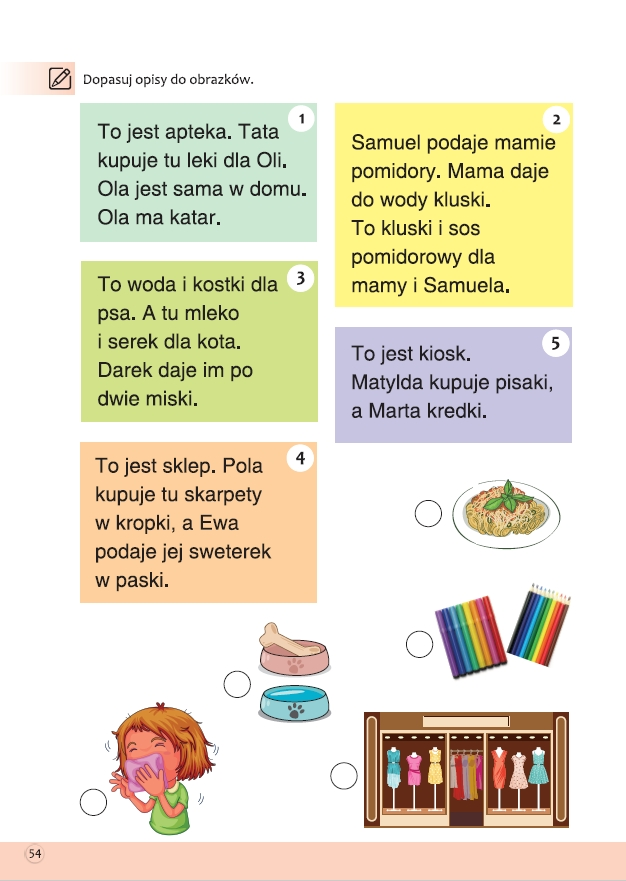 Dopasuj opisy do obrazków.
1
To jest apteka. Tata
kupuje tu leki dla Oli.
Ola jest sama w domu.
Ola ma katar.
2
Samuel podaje mamie
pomidory. Mama daje
do wody kluski.
To kluski i sos
pomidorowy dla
mamy i Samuela.
3
To woda i kostki dla
psa. A tu mleko
i serek dla kota.
Darek daje im po
dwie miski.
5
To jest kiosk.
Matylda kupuje pisaki,
a Marta kredki.
4
To jest sklep. Pola
kupuje tu skarpety
w kropki, a Ewa
podaje jej sweterek
w paski.
54